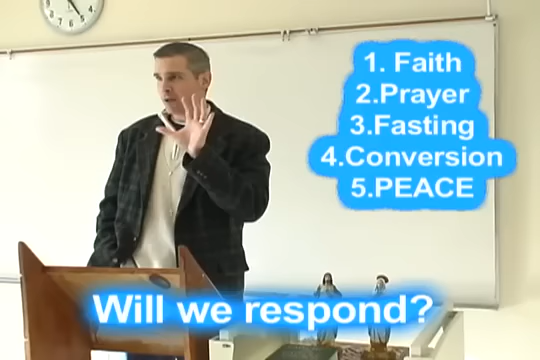 1. Faith
2.Prayer
3.Fasting
4.Conversion
5.PEACE
Will we respond?